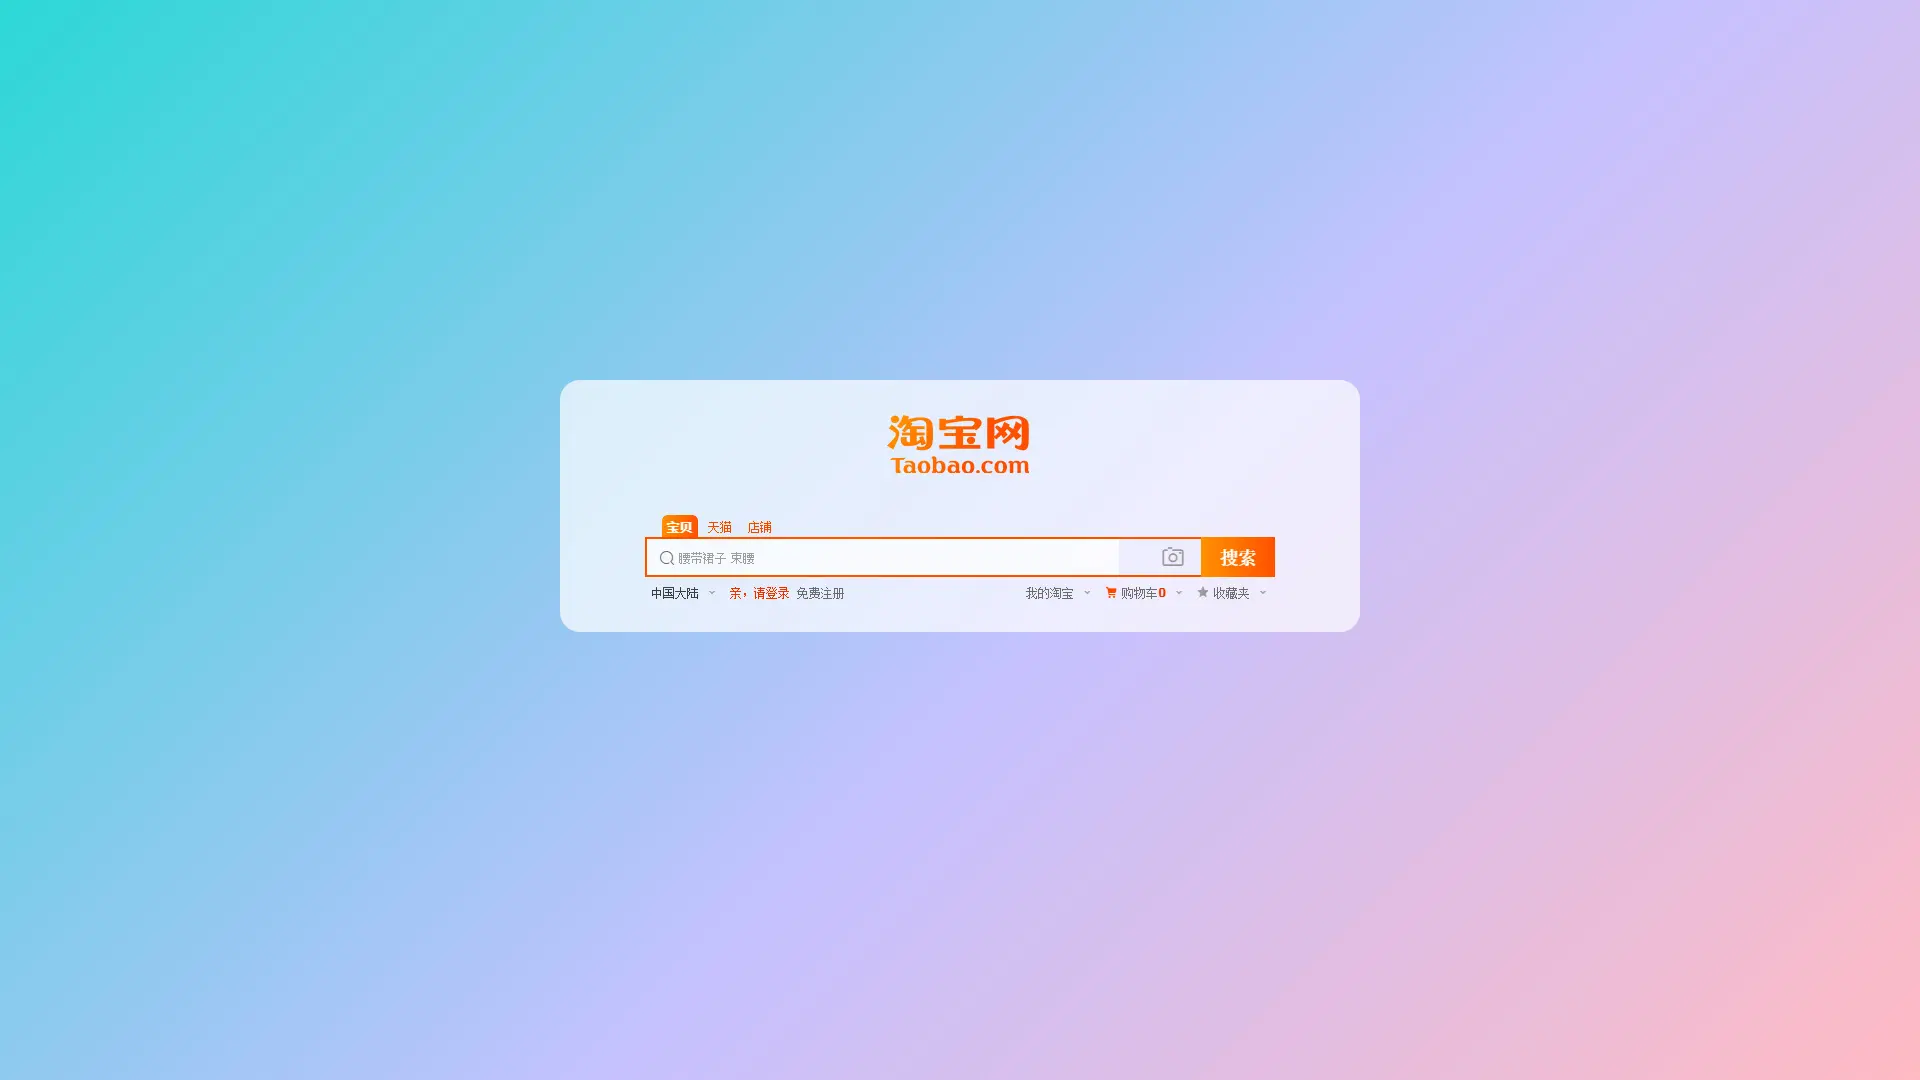 淘宝网
Taobao.com
宝贝 天猫 店铺
腰带裙子 束腰 搜索
中国大陆 亲，请登录 免费注册 我的淘宝 购物车0 收藏夹